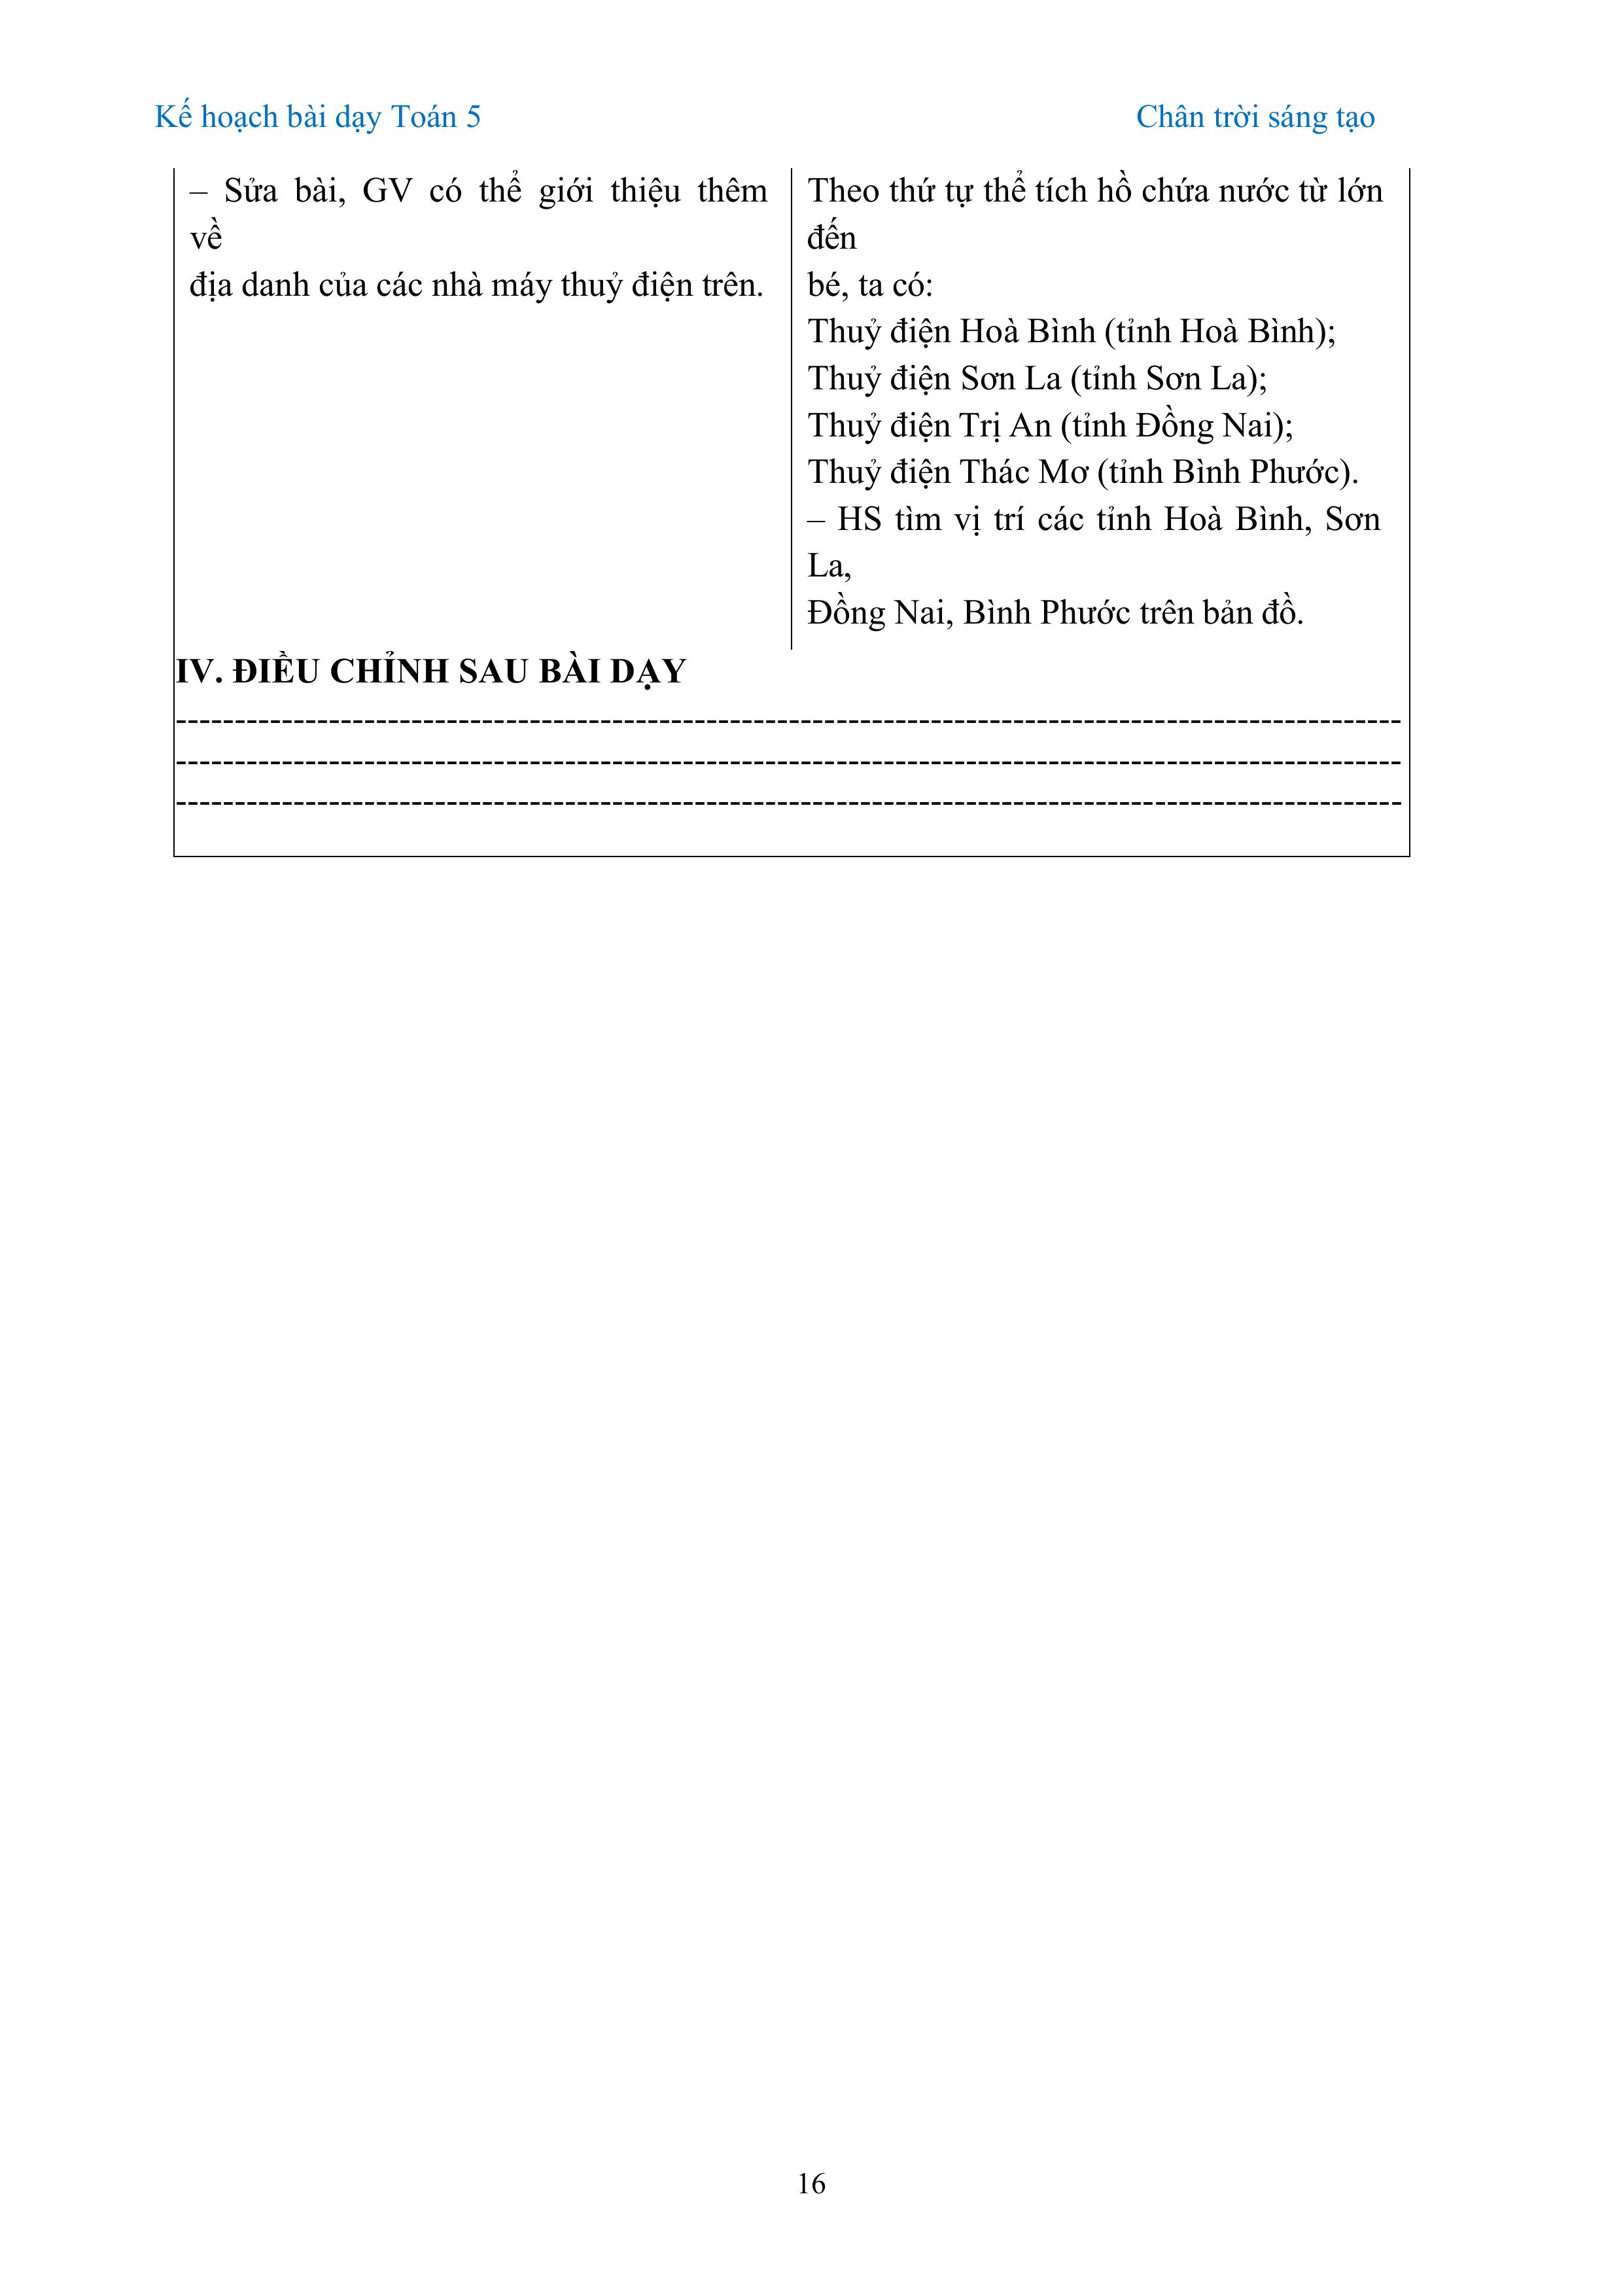 Kế hoạch bài dạy Toán 5 Chân trời sáng tạo
– Sửa bài, GV có thể giới thiệu thêm
về
địa danh của các nhà máy thuỷ điện trên.
Theo thứ tự thể tích hồ chứa nước từ lớn
đến
bé, ta có:
Thuỷ điện Hoà Bình (tỉnh Hoà Bình);
Thuỷ điện Sơn La (tỉnh Sơn La);
Thuỷ điện Trị An (tỉnh Đồng Nai);
Thuỷ điện Thác Mơ (tỉnh Bình Phước).
– HS tìm vị trí các tỉnh Hoà Bình, Sơn
La,
Đồng Nai, Bình Phước trên bản đồ.
IV. ĐIỀU CHỈNH SAU BÀI DẠY
16